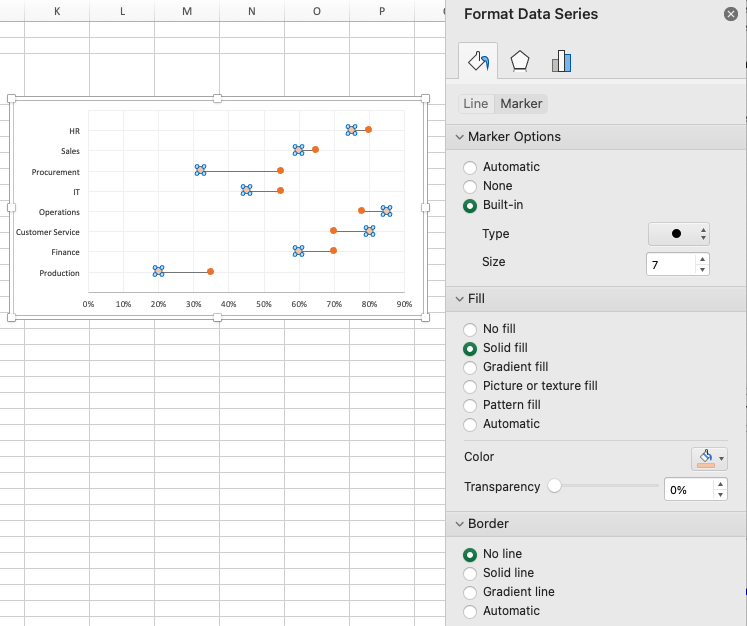 K L M N O P
Format Data Series
Line Marker
Marker Options
Automatic
None
Built-in
Type
Size 7
Fill
No fill
Solid fill
Gradient fill
Picture or texture fill
Pattern fill
Automatic
Color
Transparency 0%
Border
No line
Solid line
Gradient line
Automatic
HR
Sales
Procurement
IT
Operations
Customer Service
Finance
Production
0% 10% 20% 30% 40% 50% 60% 70% 80% 90%